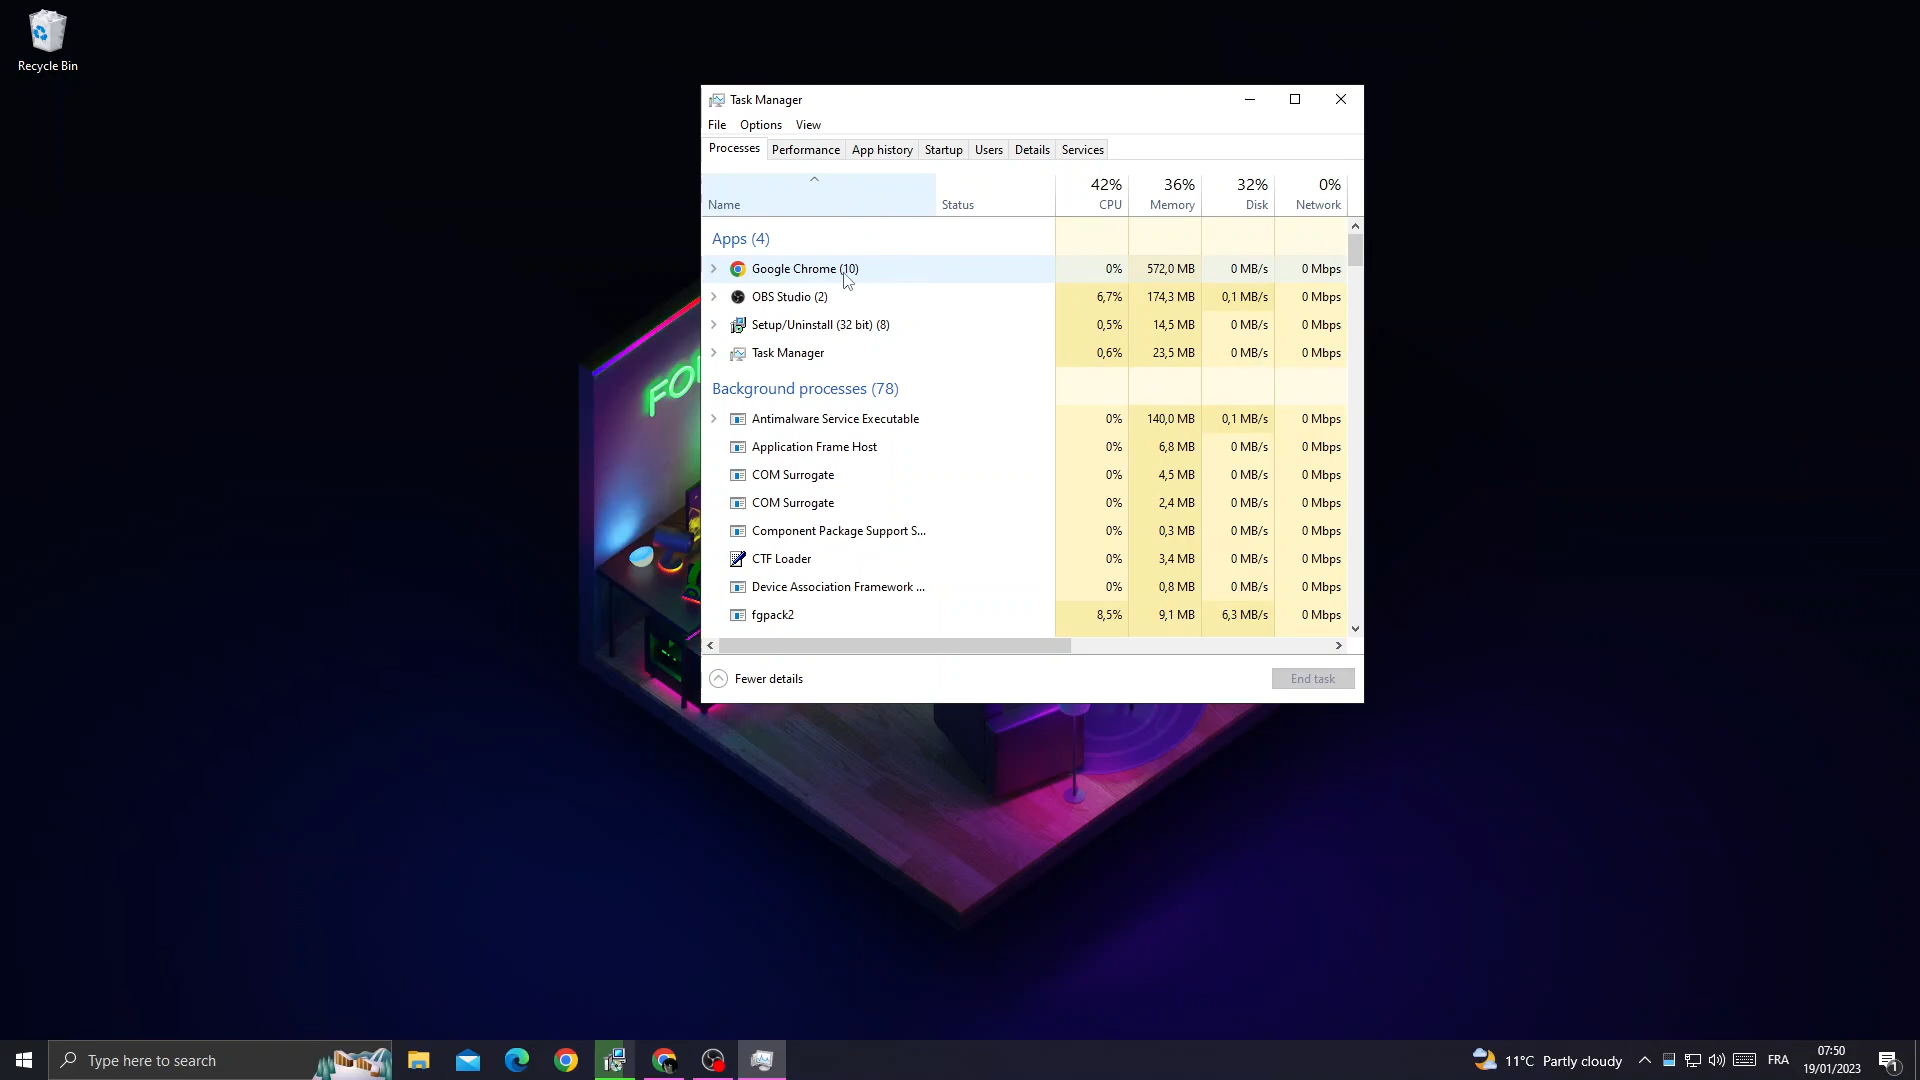 Recycle Bin
Task Manager
File Options View
Processes Performance App history Startup Users Details Services
42% 36% 32% 0%
Name Status CPU Memory Disk Network
Apps (4)
Google Chrome (10) 0% 572,0 MB 0 MB/s 0 Mbps
OBS Studio (2) 6,7% 174,3 MB 0,1 MB/s 0 Mbps
Setup/Uninstall (32 bit) (8) 0,5% 14,5 MB 0 MB/s 0 Mbps
Task Manager 0,6% 23,5 MB 0 MB/s 0 Mbps
Background processes (78)
Antimalware Service Executable 0% 140,0 MB 0,1 MB/s 0 Mbps
Application Frame Host 0% 6,8 MB 0 MB/s 0 Mbps
COM Surrogate 0% 4,5 MB 0 MB/s 0 Mbps
COM Surrogate 0% 2,4 MB 0 MB/s 0 Mbps
Component Package Support S... 0% 0,3 MB 0 MB/s 0 Mbps
CTF Loader 0% 3,4 MB 0 MB/s 0 Mbps
Device Association Framework ... 0% 0,8 MB 0 MB/s 0 Mbps
fgpack2 8,5% 9,1 MB 6,3 MB/s 0 Mbps
Fewer details End task
FO
Type here to search
11°C Partly cloudy FRA
07:50
19/01/2023
1